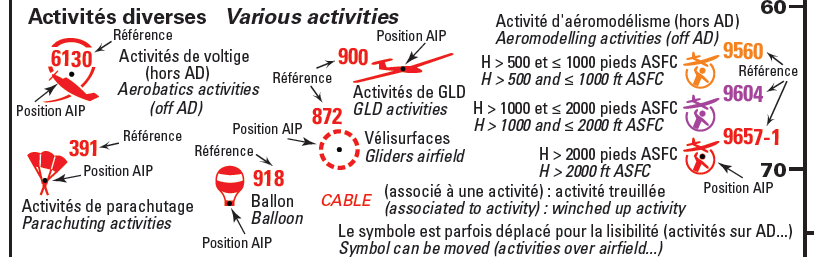 Activités diverses Various activities
Référence
6130
Activités de voltige
(hors AD)
Aerobatics activities
(off AD)
Position AIP
391
Référence
Position AIP
Activités de parachutage
Parachuting activities
Position AIP
900
Référence
Activités de GLD
GLD activities
872
Position AIP
Vélisurfaces
Gliders airfield
Référence
918
Ballon
Balloon
Position AIP
CABLE
(associé à une activité) : activité treuillée
(associated to activity) : winched up activity
Activité d'aéromodélisme (hors AD)
Aeromodelling activities (off AD)
H > 500 et ≤ 1000 pieds ASFC
H > 500 and ≤ 1000 ft ASFC
9560
Référence
H > 1000 et ≤ 2000 pieds ASFC
H > 1000 and ≤ 2000 ft ASFC
9604
H > 2000 pieds ASFC
H > 2000 ft ASFC
9657-1
Position AIP
Le symbole est parfois déplacé pour la lisibilité (activités sur AD...)
Symbol can be moved (activities over airfield...)
60
70